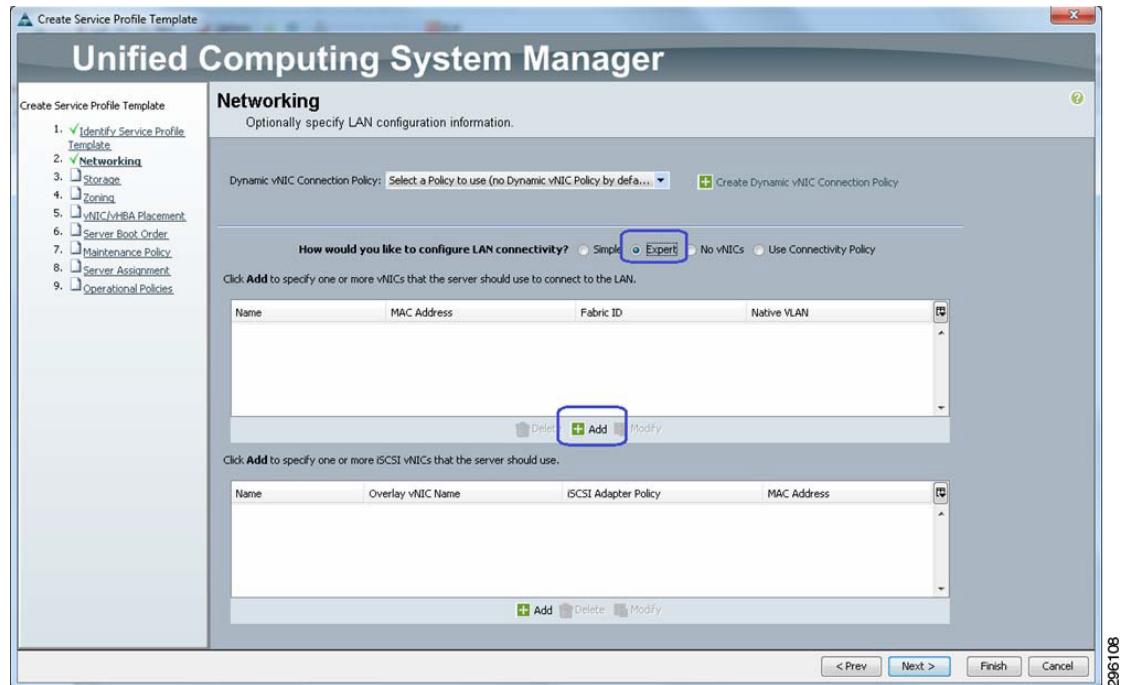 Create Service Profile Template
Unified Computing System Manager
Create Service Profile Template
1. √Identify Service Profile
Template
2. √Networking
3. Storage
4. Zoning
5. vNIC/vHBA Placement
6. Server Boot Order
7. Maintenance Policy
8. Server Assignment
9. Operational Policies
Networking
Optionally specify LAN configuration information.
Dynamic vNIC Connection Policy: Select a Policy to use (no Dynamic vNIC Policy by defa... Create Dynamic vNIC Connection Policy
How would you like to configure LAN connectivity? Simple Expert No vNICs Use Connectivity Policy
Click Add to specify one or more vNICs that the server should use to connect to the LAN.
Name MAC Address Fabric ID Native VLAN
Delete Add Modify
Click Add to specify one or more iSCSI vNICs that the server should use.
Name Overlay vNIC Name iSCSI Adapter Policy MAC Address
Add Delete Modify
< Prev Next > Finish Cancel
296108